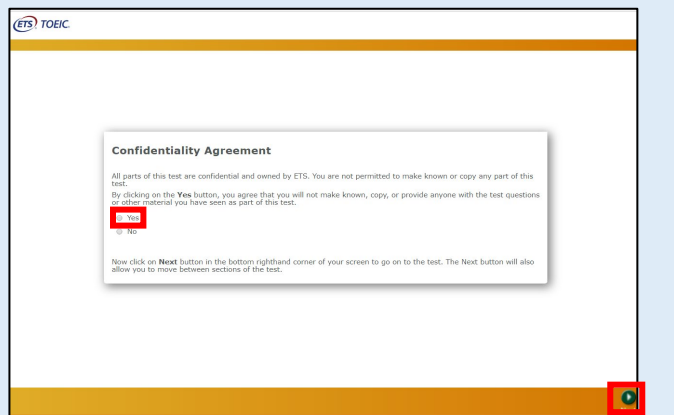 ETS TOEIC.
Confidentiality Agreement
All parts of this test are confidential and owned by ETS. You are not permitted to make known or copy any part of this
test.
By clicking on the Yes button, you agree that you will not make known, copy, or provide anyone with the test questions
or other material you have seen as part of this test.
Yes
No
Now click on Next button in the bottom righthand corner of your screen to go on to the test. The Next button will also
allow you to move between sections of the test.